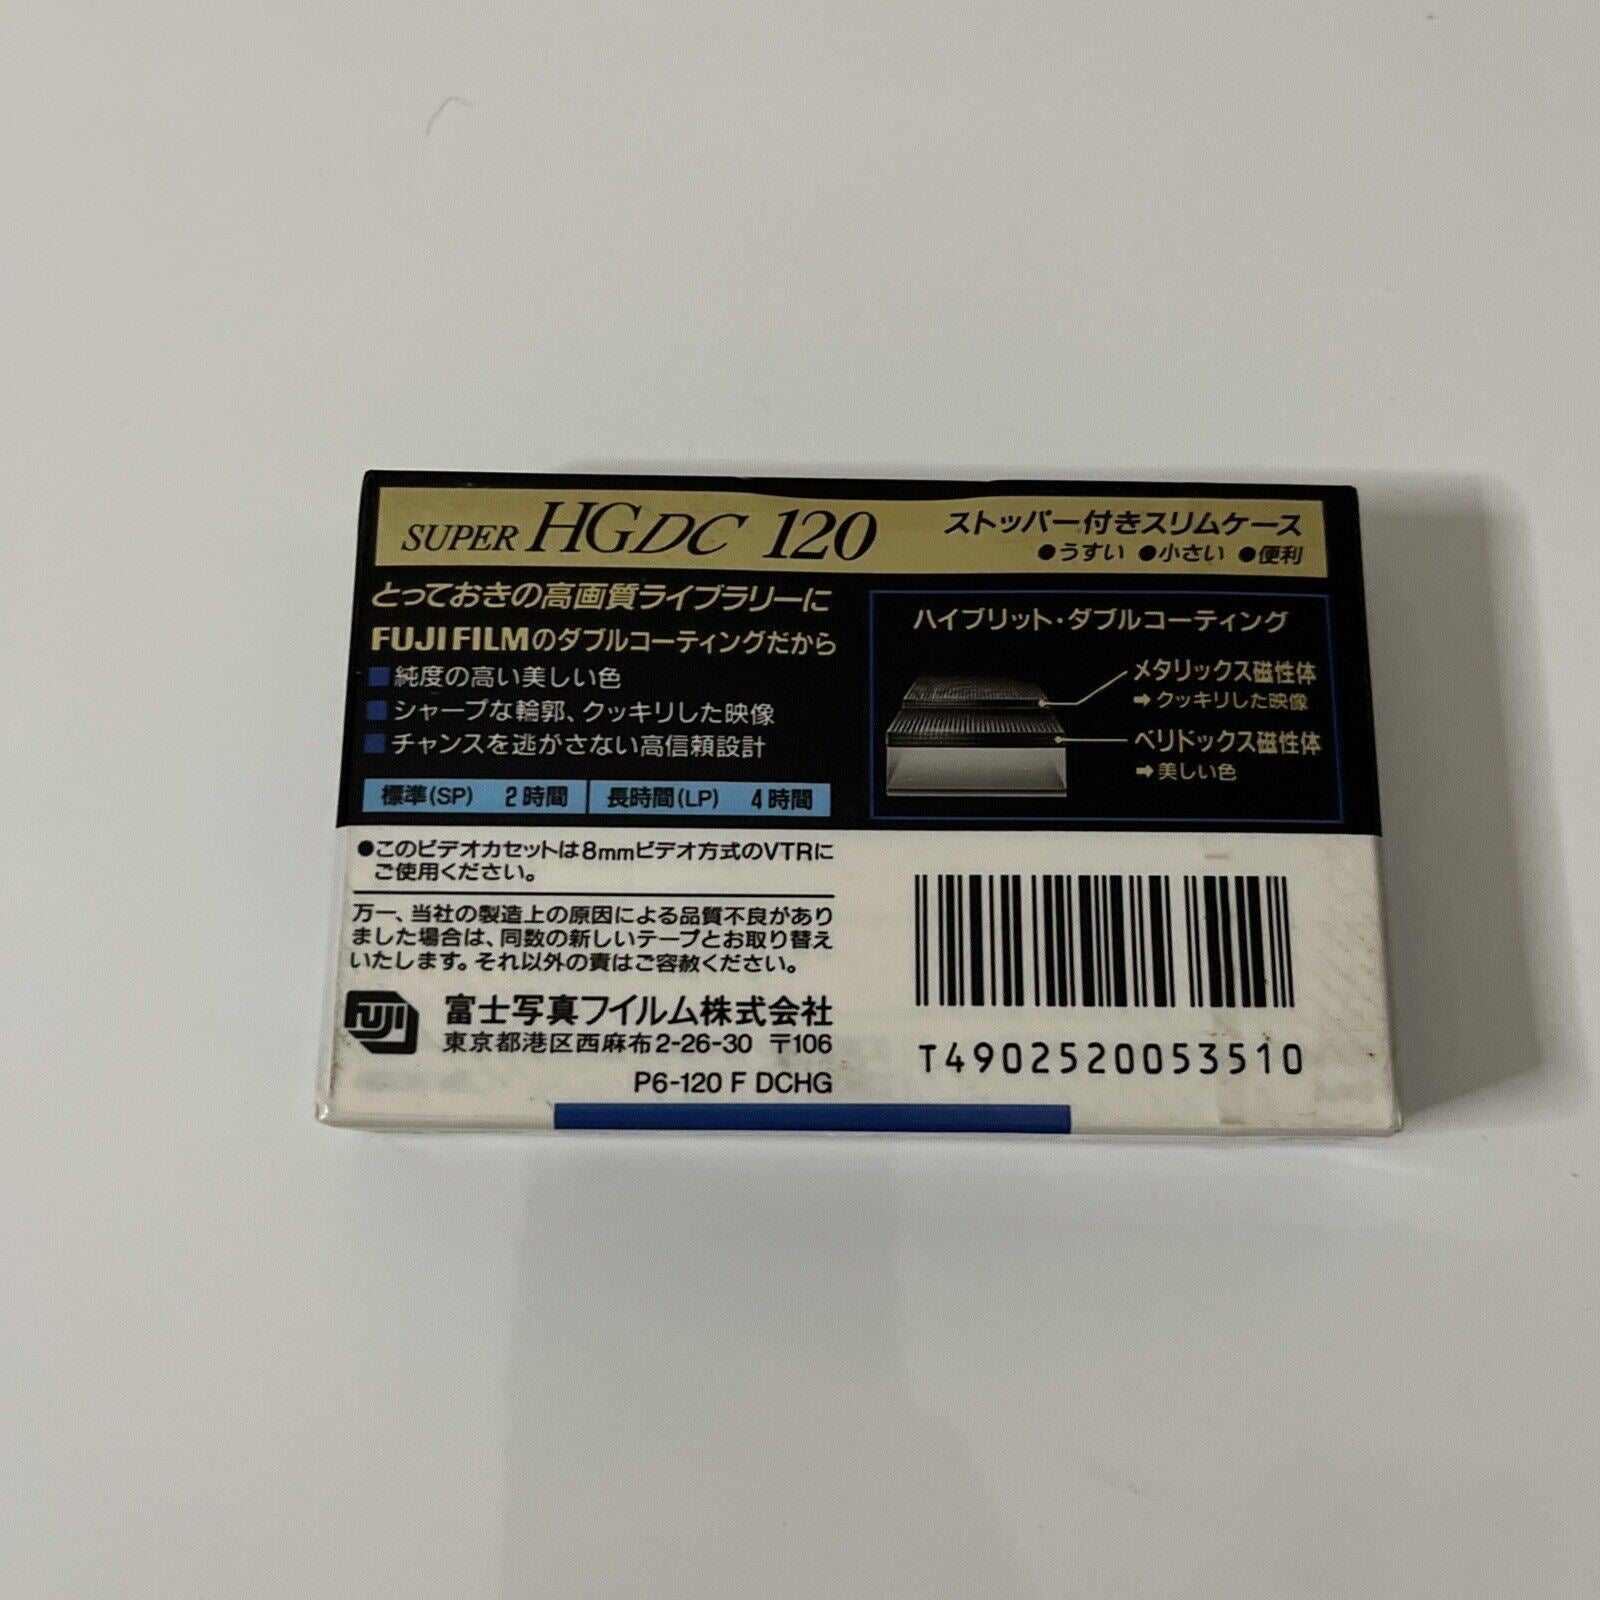 SUPER HGDC 120
ストッパー付きスリムケース
●うすい ●小さい ●便利
とっておきの高画質ライブラリーに
FUJIFILMのダブルコーティングだから
■純度の高い美しい色
■シャープな輪郭、クッキリした映像
■チャンスを逃がさない高信頼設計
標準(SP) 2時間 長時間(LP) 4時間
ハイブリット・ダブルコーティング
メタリックス磁性体
➡クッキリした映像
ベリドックス磁性体
➡美しい色
●このビデオカセットは8mmビデオ方式のVTRに
ご使用ください。
万一、当社の製造上の原因による品質不良があり
ました場合は、同数の新しいテープとお取り替え
いたします。それ以外の責はご容赦ください。
FUJI
富士写真フイルム株式会社
東京都港区西麻布2-26-30 〒106
P6-120 F DCHG
T4902520053510